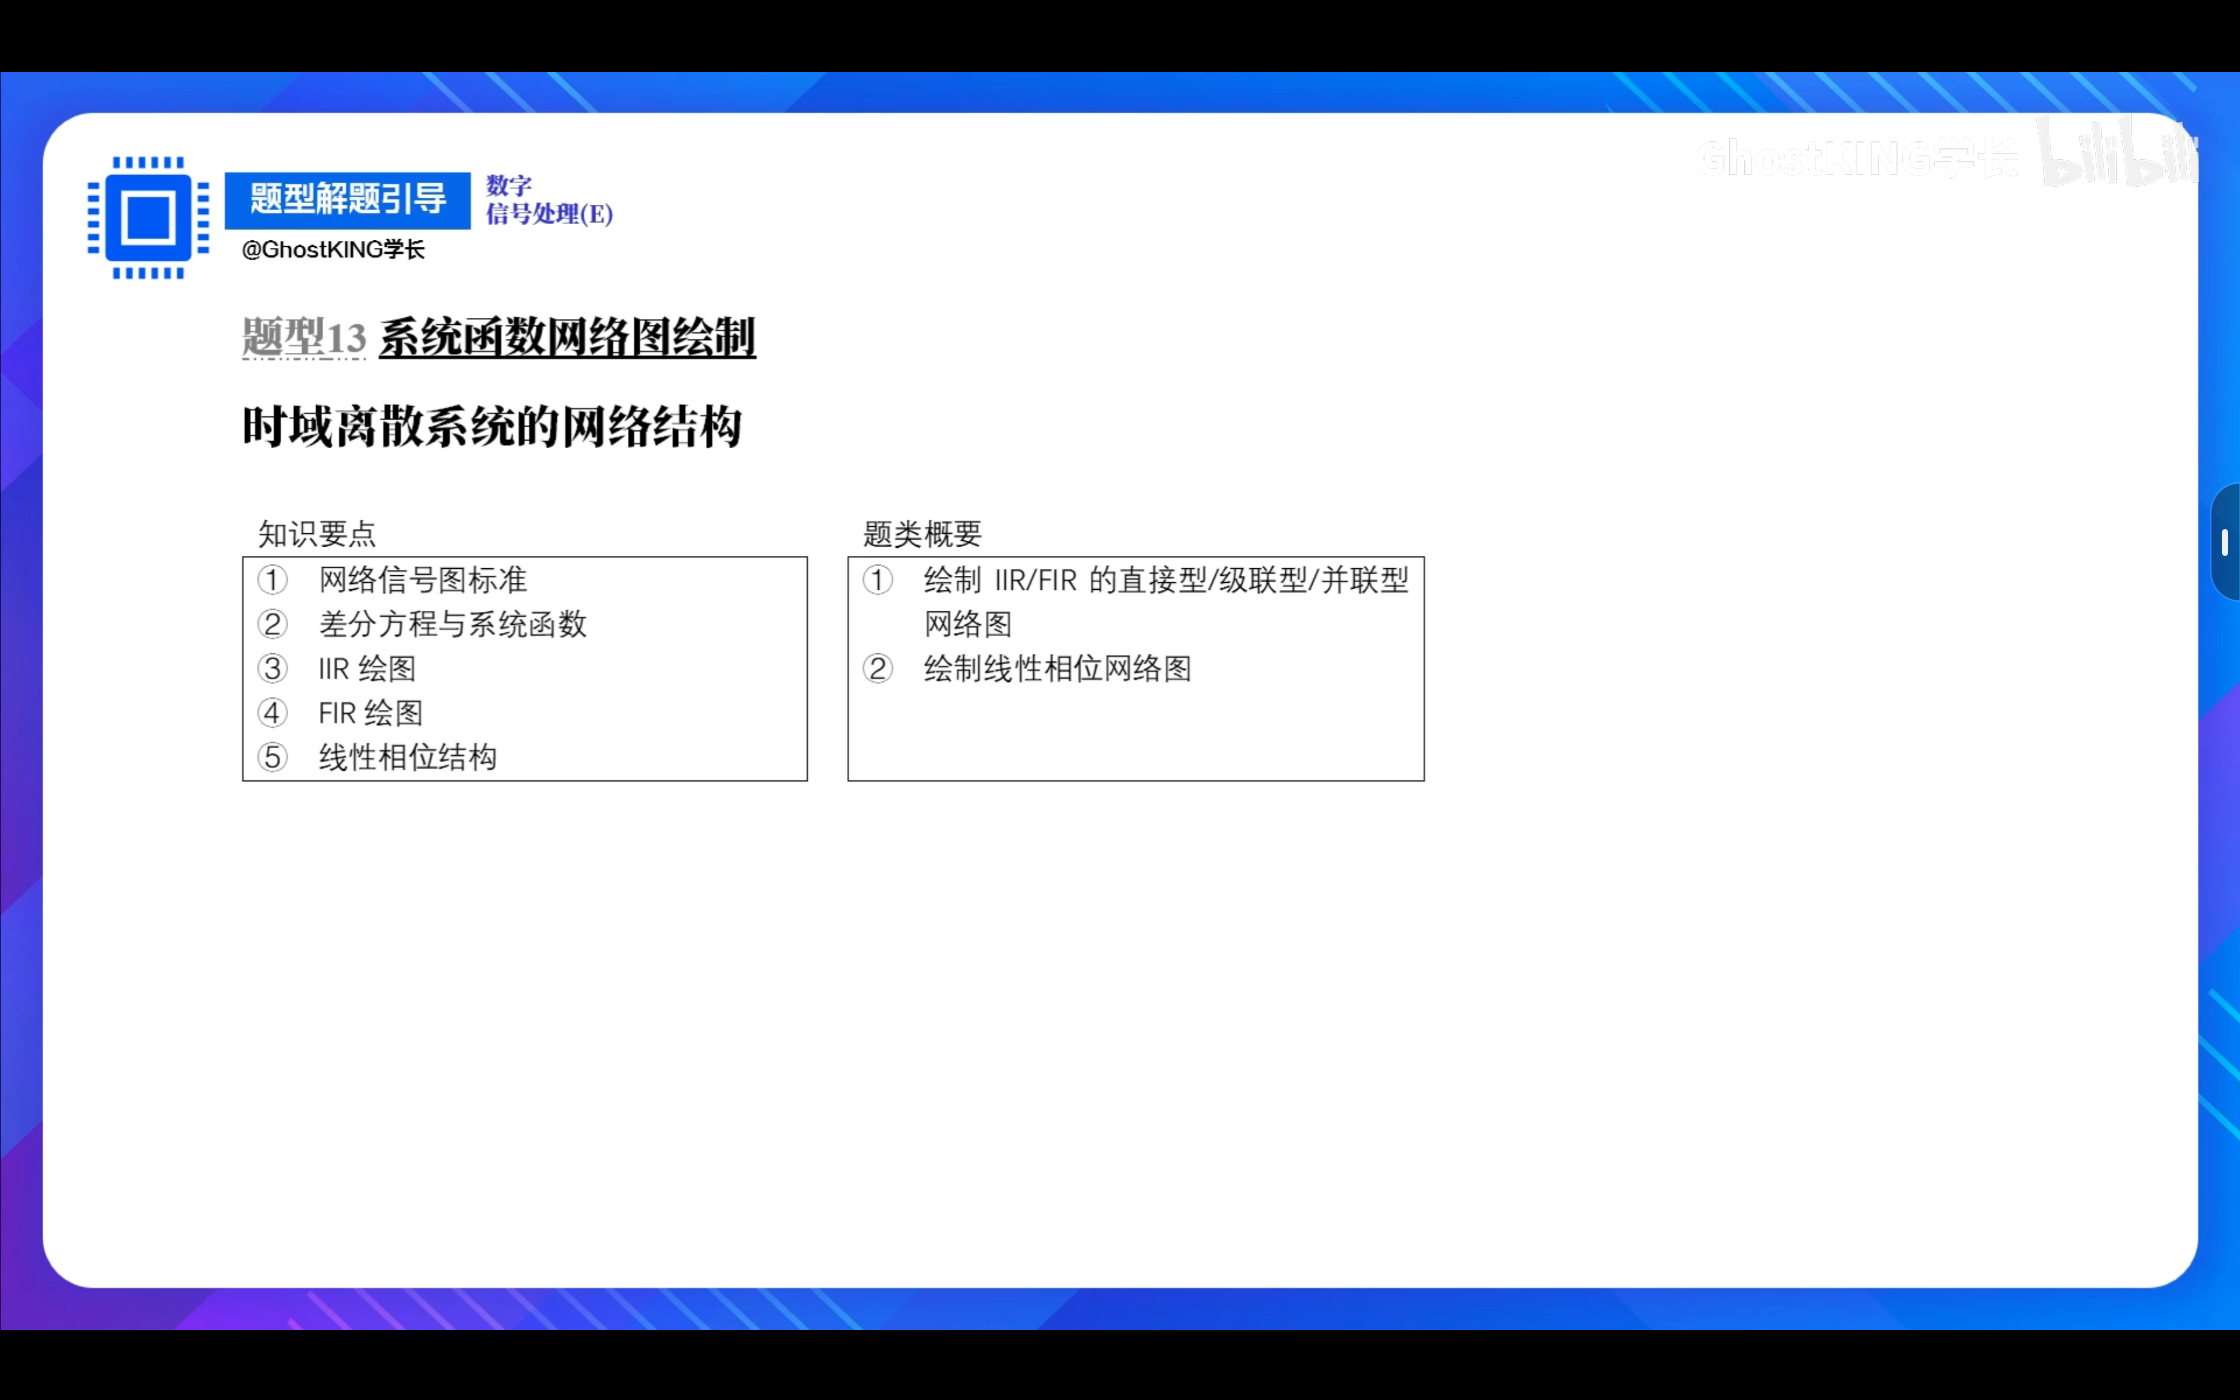 GhostKING学长 bilibili
题型解题引导
数字
信号处理(E)
@GhostKING学长
题型13 系统函数网络图绘制
时域离散系统的网络结构
知识要点
① 网络信号图标准
② 差分方程与系统函数
③ IIR 绘图
④ FIR 绘图
⑤ 线性相位结构
题类概要
① 绘制 IIR/FIR 的直接型/级联型/并联型
网络图
② 绘制线性相位网络图